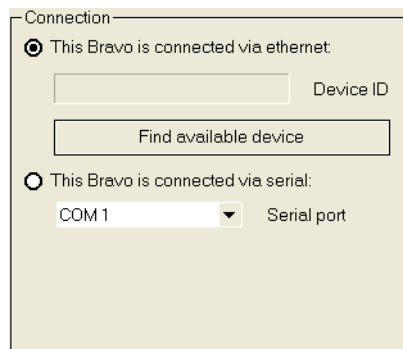 Connection
This Bravo is connected via ethernet:
Device ID
Find available device
This Bravo is connected via serial:
COM 1 Serial port